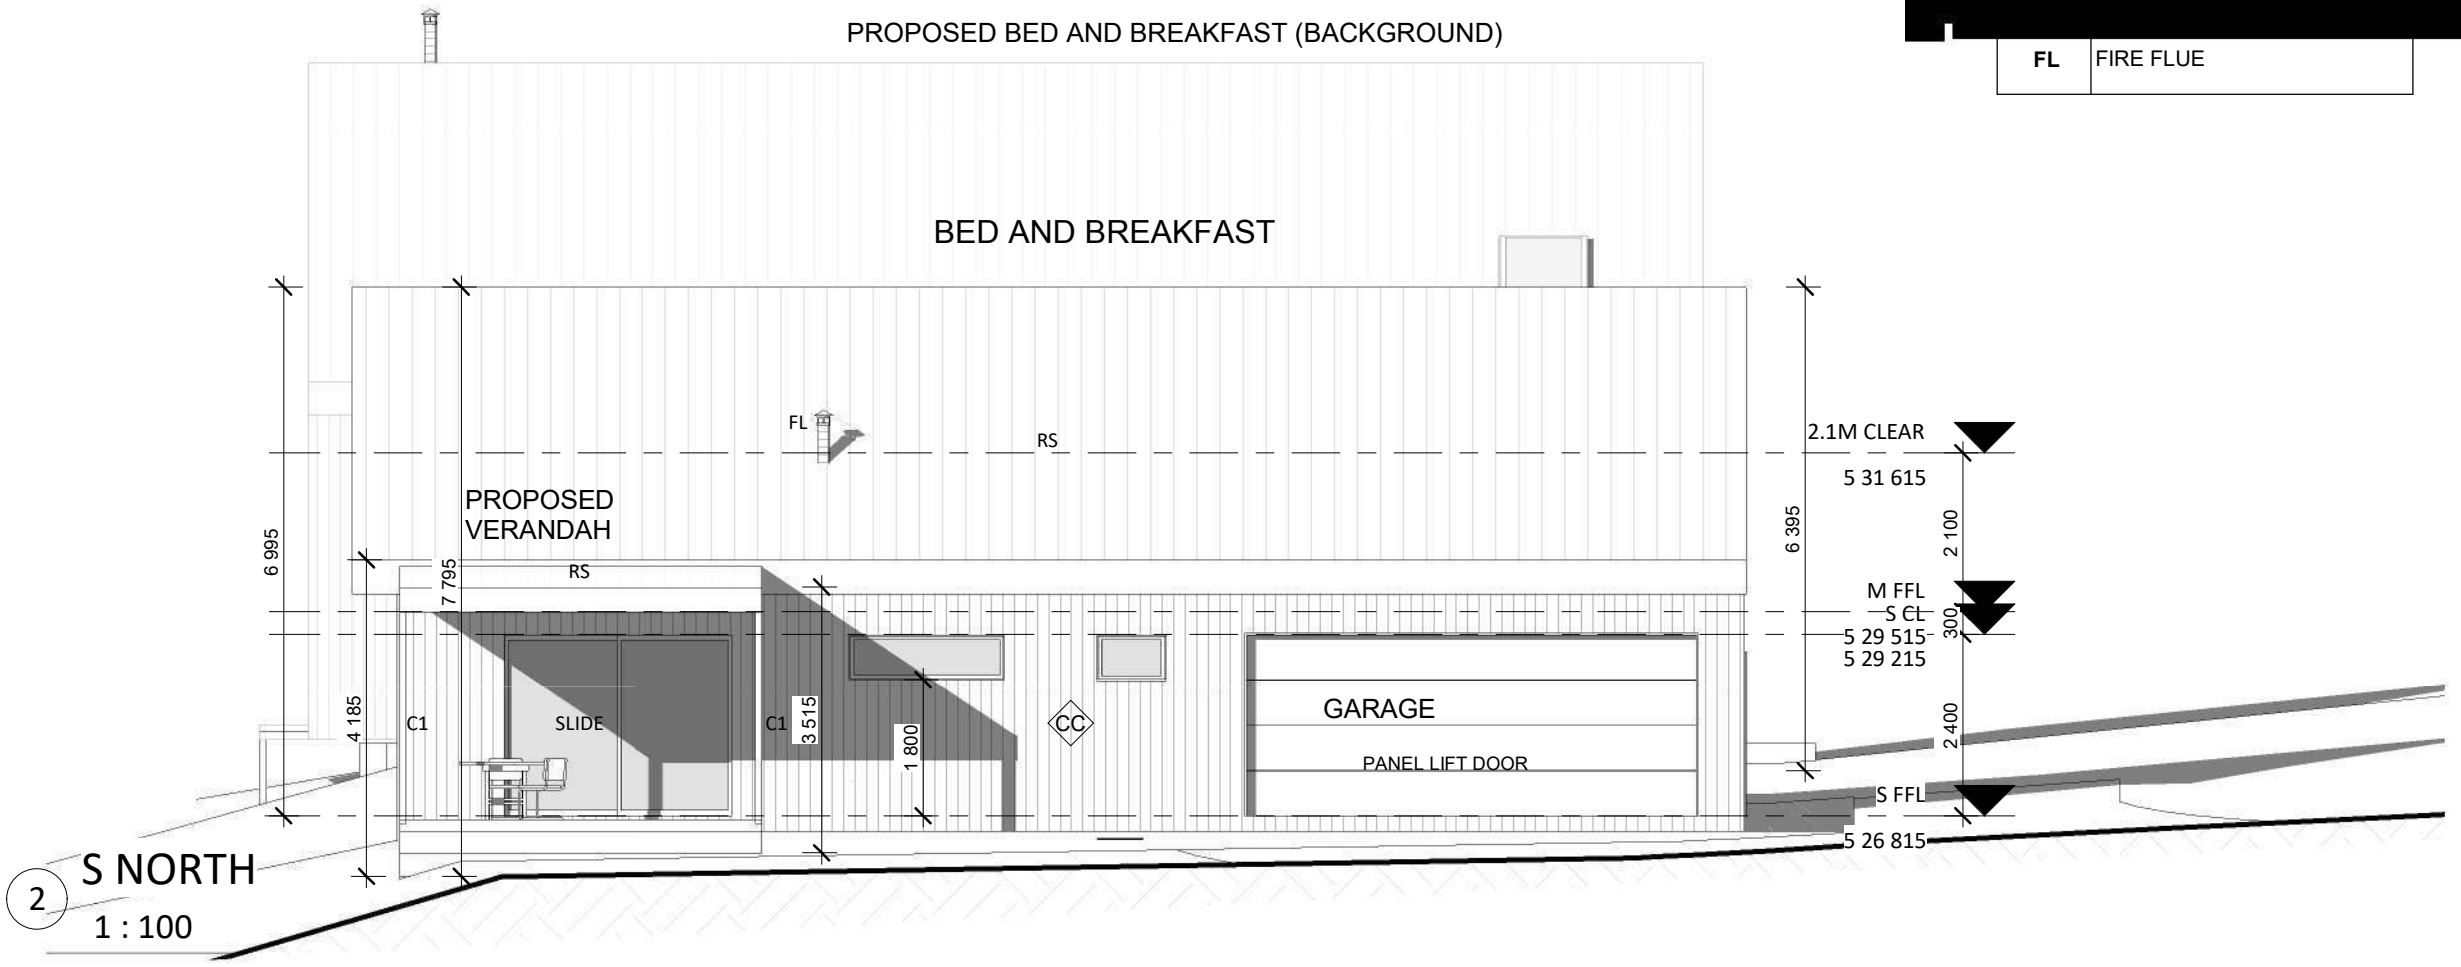 PROPOSED BED AND BREAKFAST (BACKGROUND)
FL FIRE FLUE
BED AND BREAKFAST
FL
RS
2.1M CLEAR
5 31 615
PROPOSED
VERANDAH
6 995
7 795
6 395
2 100
RS
M FFL
S CL
300
5 29 515
5 29 215
4 185
C1
SLIDE
C1
3 515
1 800
CC
GARAGE
2 400
PANEL LIFT DOOR
S FFL
5 26 815
2 S NORTH
1 : 100